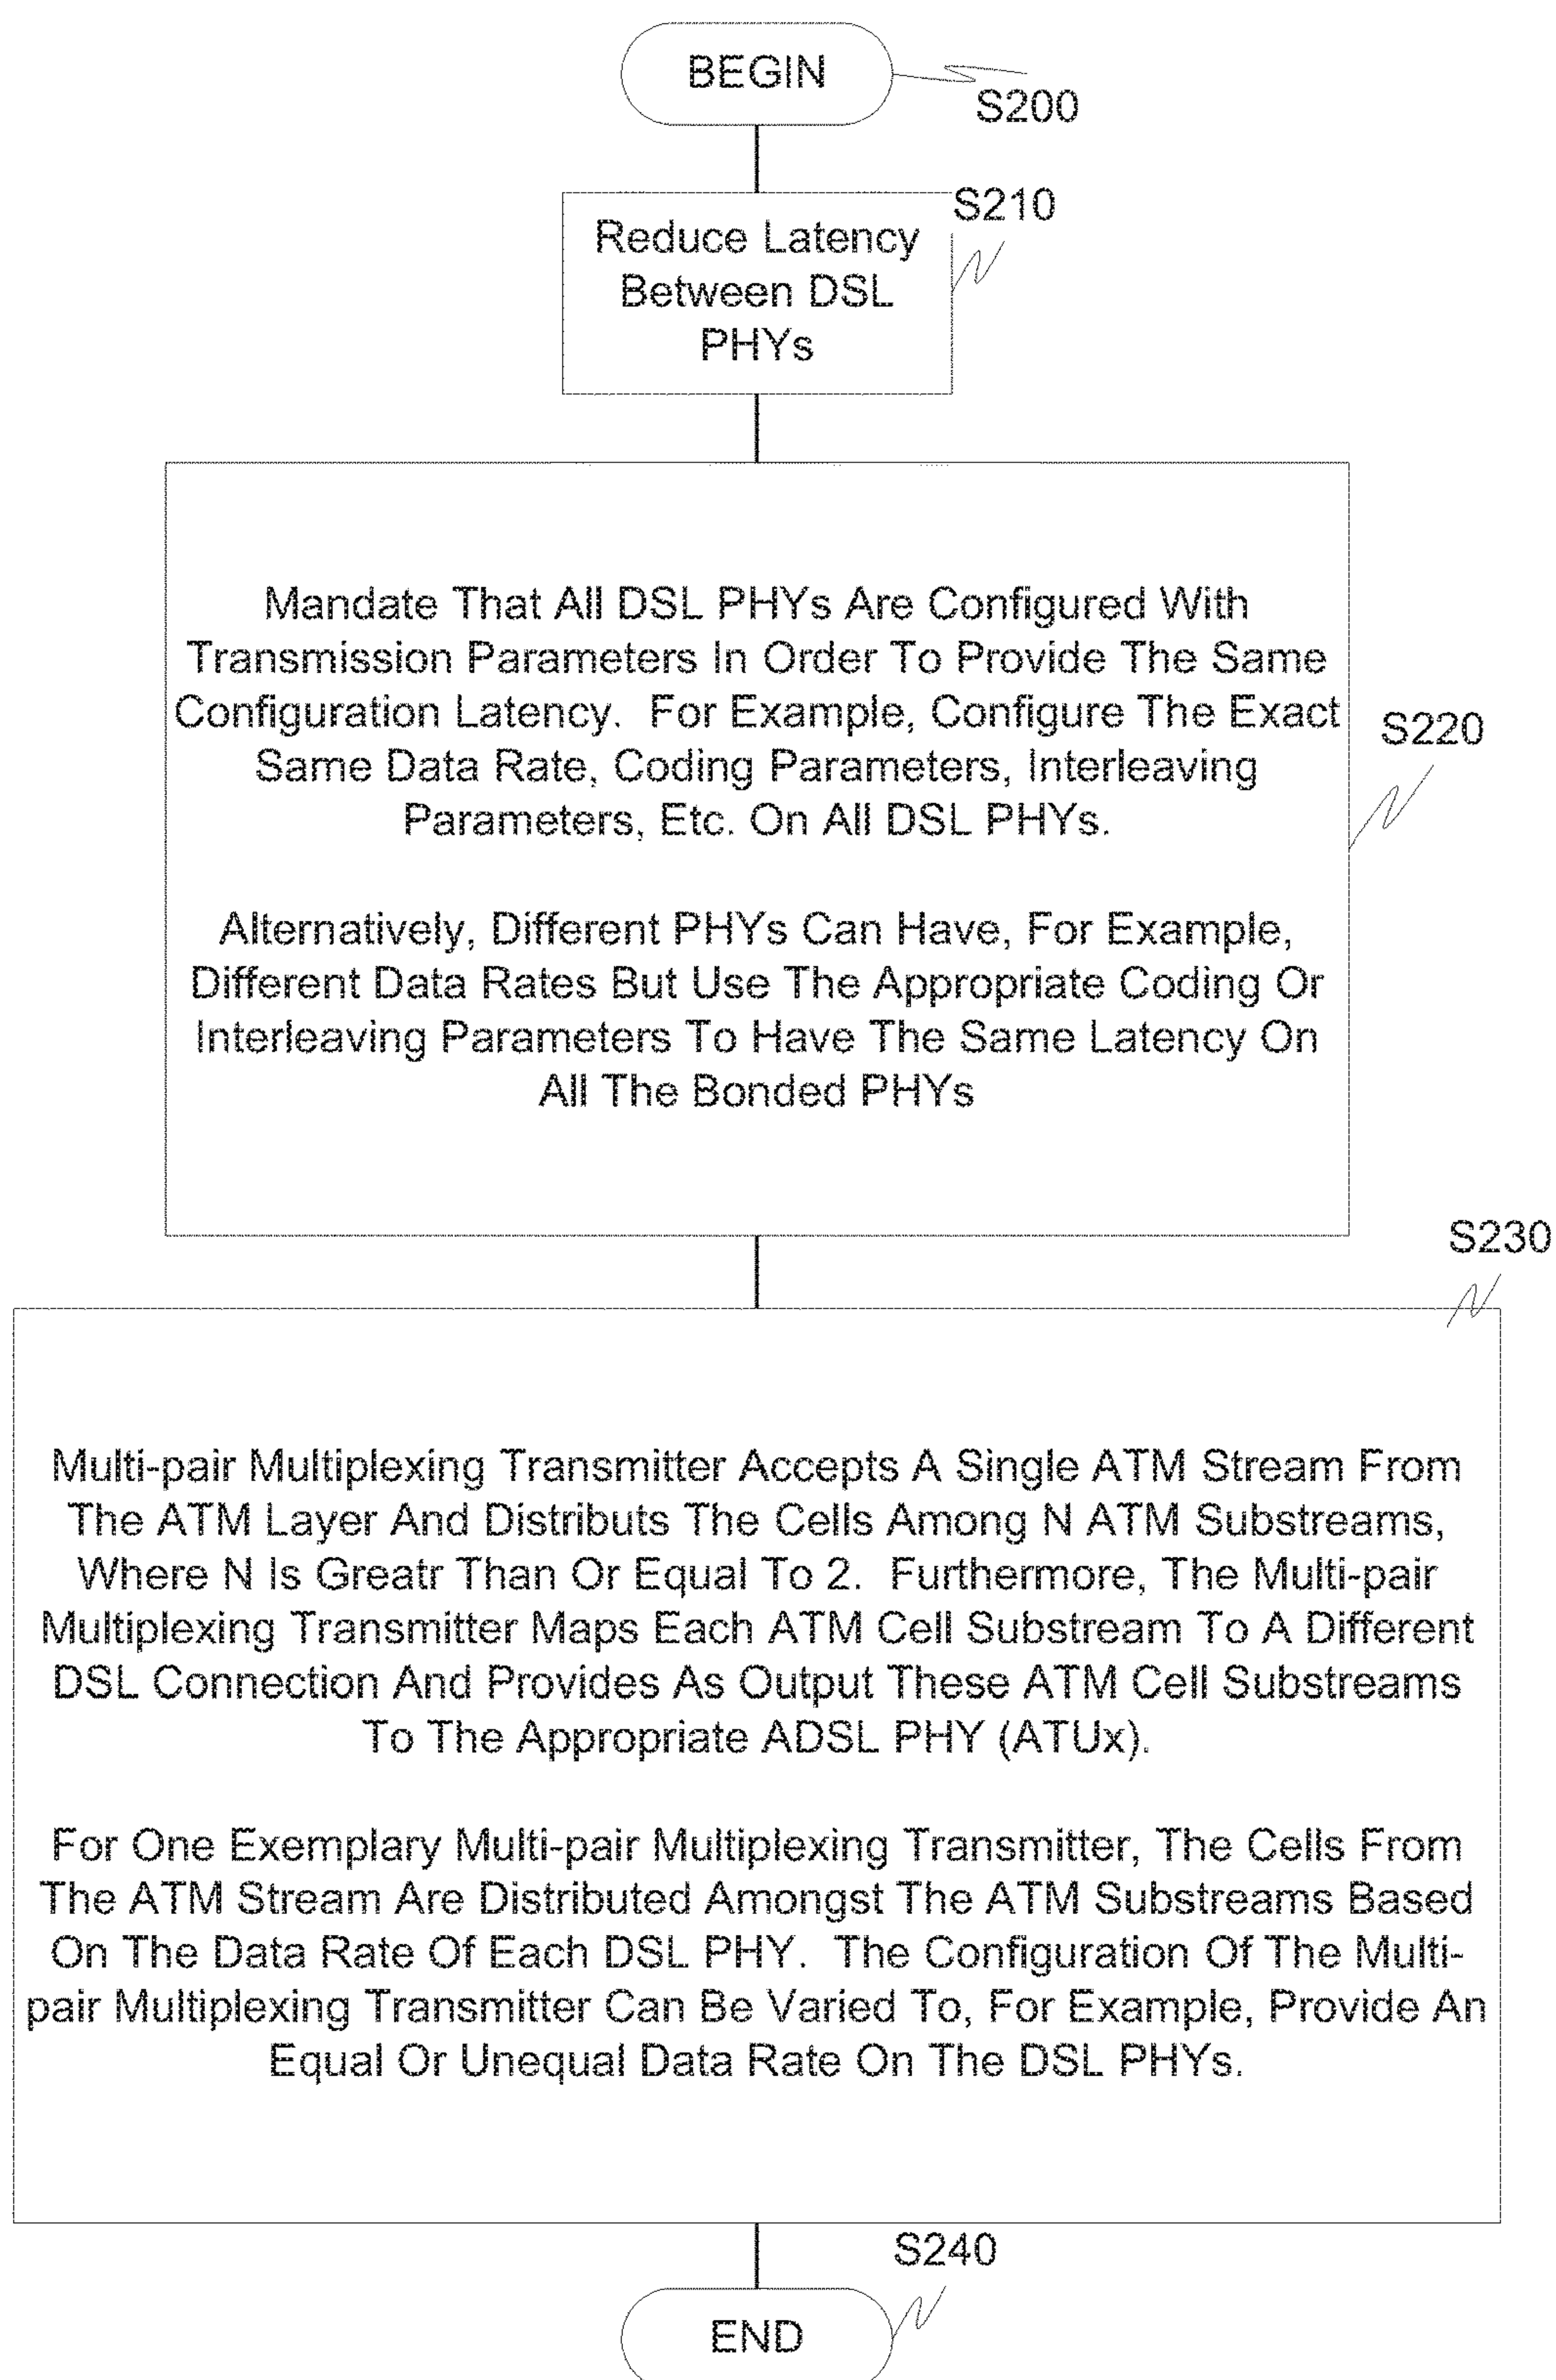 BEGIN
S200
S210
Reduce Latency
Between DSL
PHYs
Mandate That All DSL PHYs Are Configured With
Transmission Parameters In Order To Provide The Same
Configuration Latency.  For Example, Configure The Exact
Same Data Rate, Coding Parameters, Interleaving
Parameters, Etc. On All DSL PHYs.
S220
Alternatively, Different PHYs Can Have, For Example,
Different Data Rates But Use The Appropriate Coding Or
Interleaving Parameters To Have The Same Latency On
All The Bonded PHYs
S230
Multi-pair Multiplexing Transmitter Accepts A Single ATM Stream From
The ATM Layer And Distributs The Cells Among N ATM Substreams,
Where N Is Greatr Than Or Equal To 2.  Furthermore, The Multi-pair
Multiplexing Transmitter Maps Each ATM Cell Substream To A Different
DSL Connection And Provides As Output These ATM Cell Substreams
To The Appropriate ADSL PHY (ATUx).
For One Exemplary Multi-pair Multiplexing Transmitter, The Cells From
The ATM Stream Are Distributed Amongst The ATM Substreams Based
On The Data Rate Of Each DSL PHY.  The Configuration Of The Multi-
pair Multiplexing Transmitter Can Be Varied To, For Example, Provide An
Equal Or Unequal Data Rate On The DSL PHYs.
S240
END